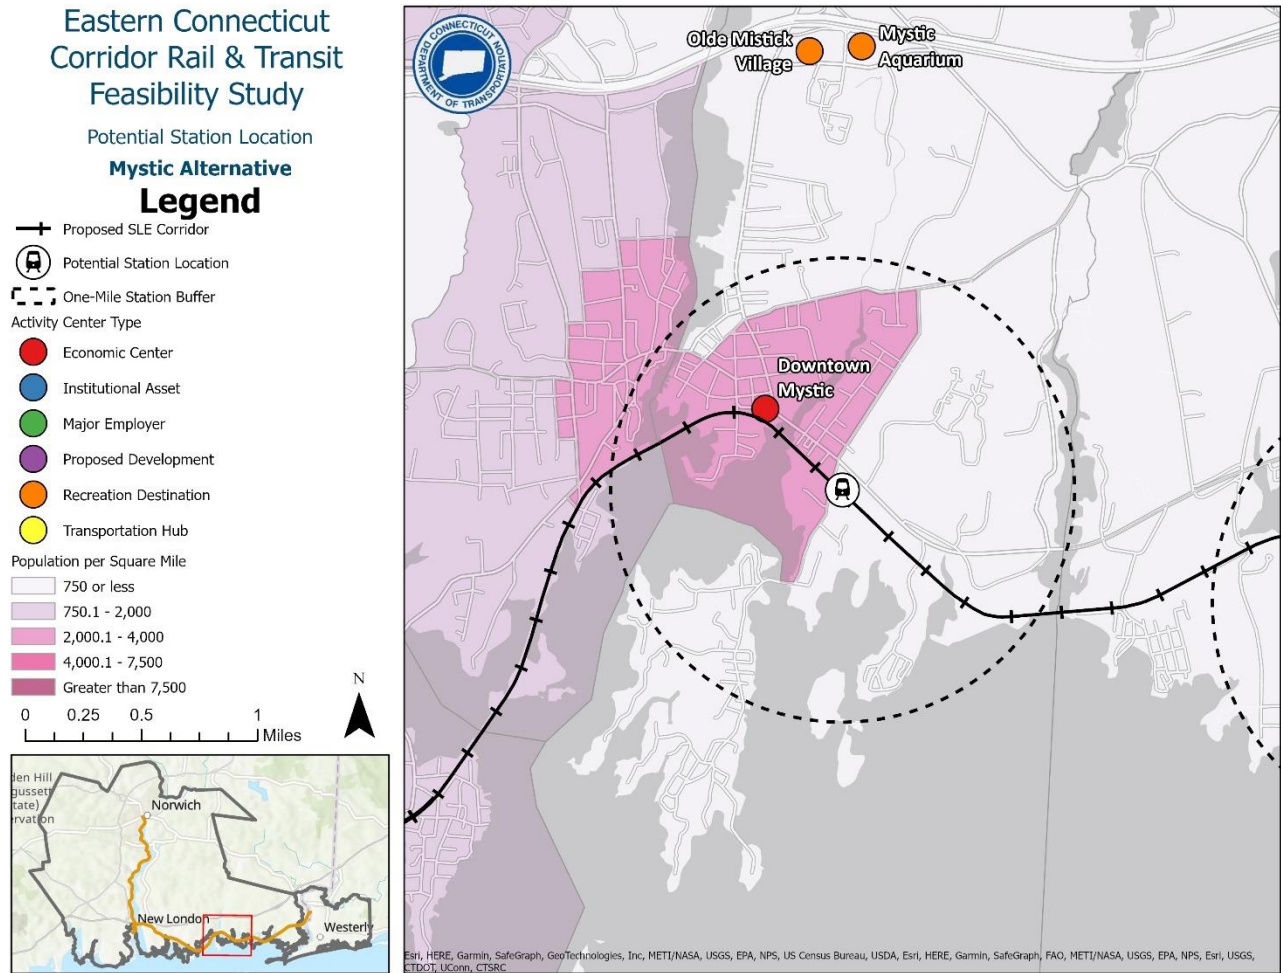 Eastern Connecticut
Corridor Rail & Transit
Feasibility Study
Potential Station Location
Mystic Alternative
Legend
Proposed SLE Corridor
Potential Station Location
One-Mile Station Buffer
Activity Center Type
Economic Center
Institutional Asset
Major Employer
Proposed Development
Recreation Destination
Transportation Hub
Population per Square Mile
750 or less
750.1 - 2,000
2,000.1 - 4,000
4,000.1 - 7,500
Greater than 7,500
0 0.25 0.5 1
Miles
N
den Hill
gussett
tate)
ervation
Norwich
New London
Westerly
CONNECTICUT
DEPARTMENT OF TRANSPORTATION
Olde Mistick
Village
Mystic
Aquarium
Downtown
Mystic
Esri, HERE, Garmin, SafeGraph, GeoTechnologies, Inc, METI/NASA, USGS, EPA, NPS, US Census Bureau, USDA, Esri, HERE, Garmin, SafeGraph, FAO, METI/NASA, USGS, EPA, NPS, Esri, USGS,
CTDOT, UConn, CTSRC